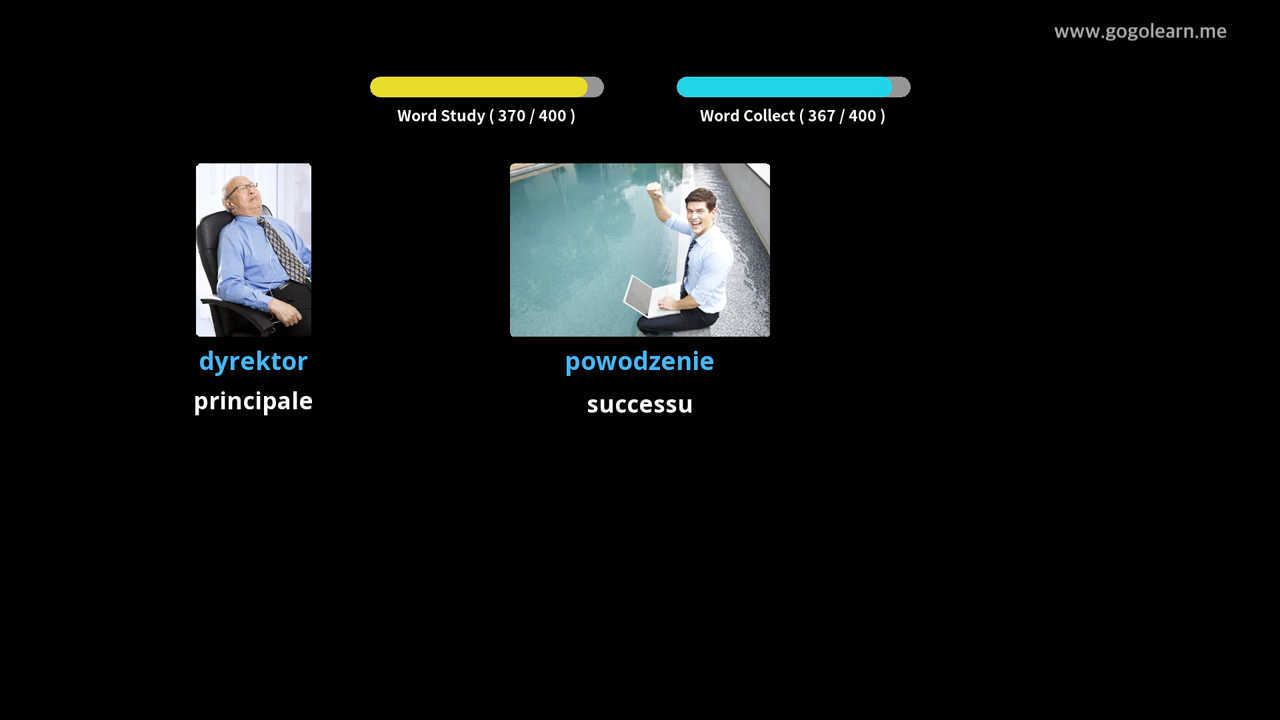 www.gogolearn.me
Word Study ( 370 / 400 )
Word Collect ( 367 / 400 )
dyrektor
principale
powodzenie
successu